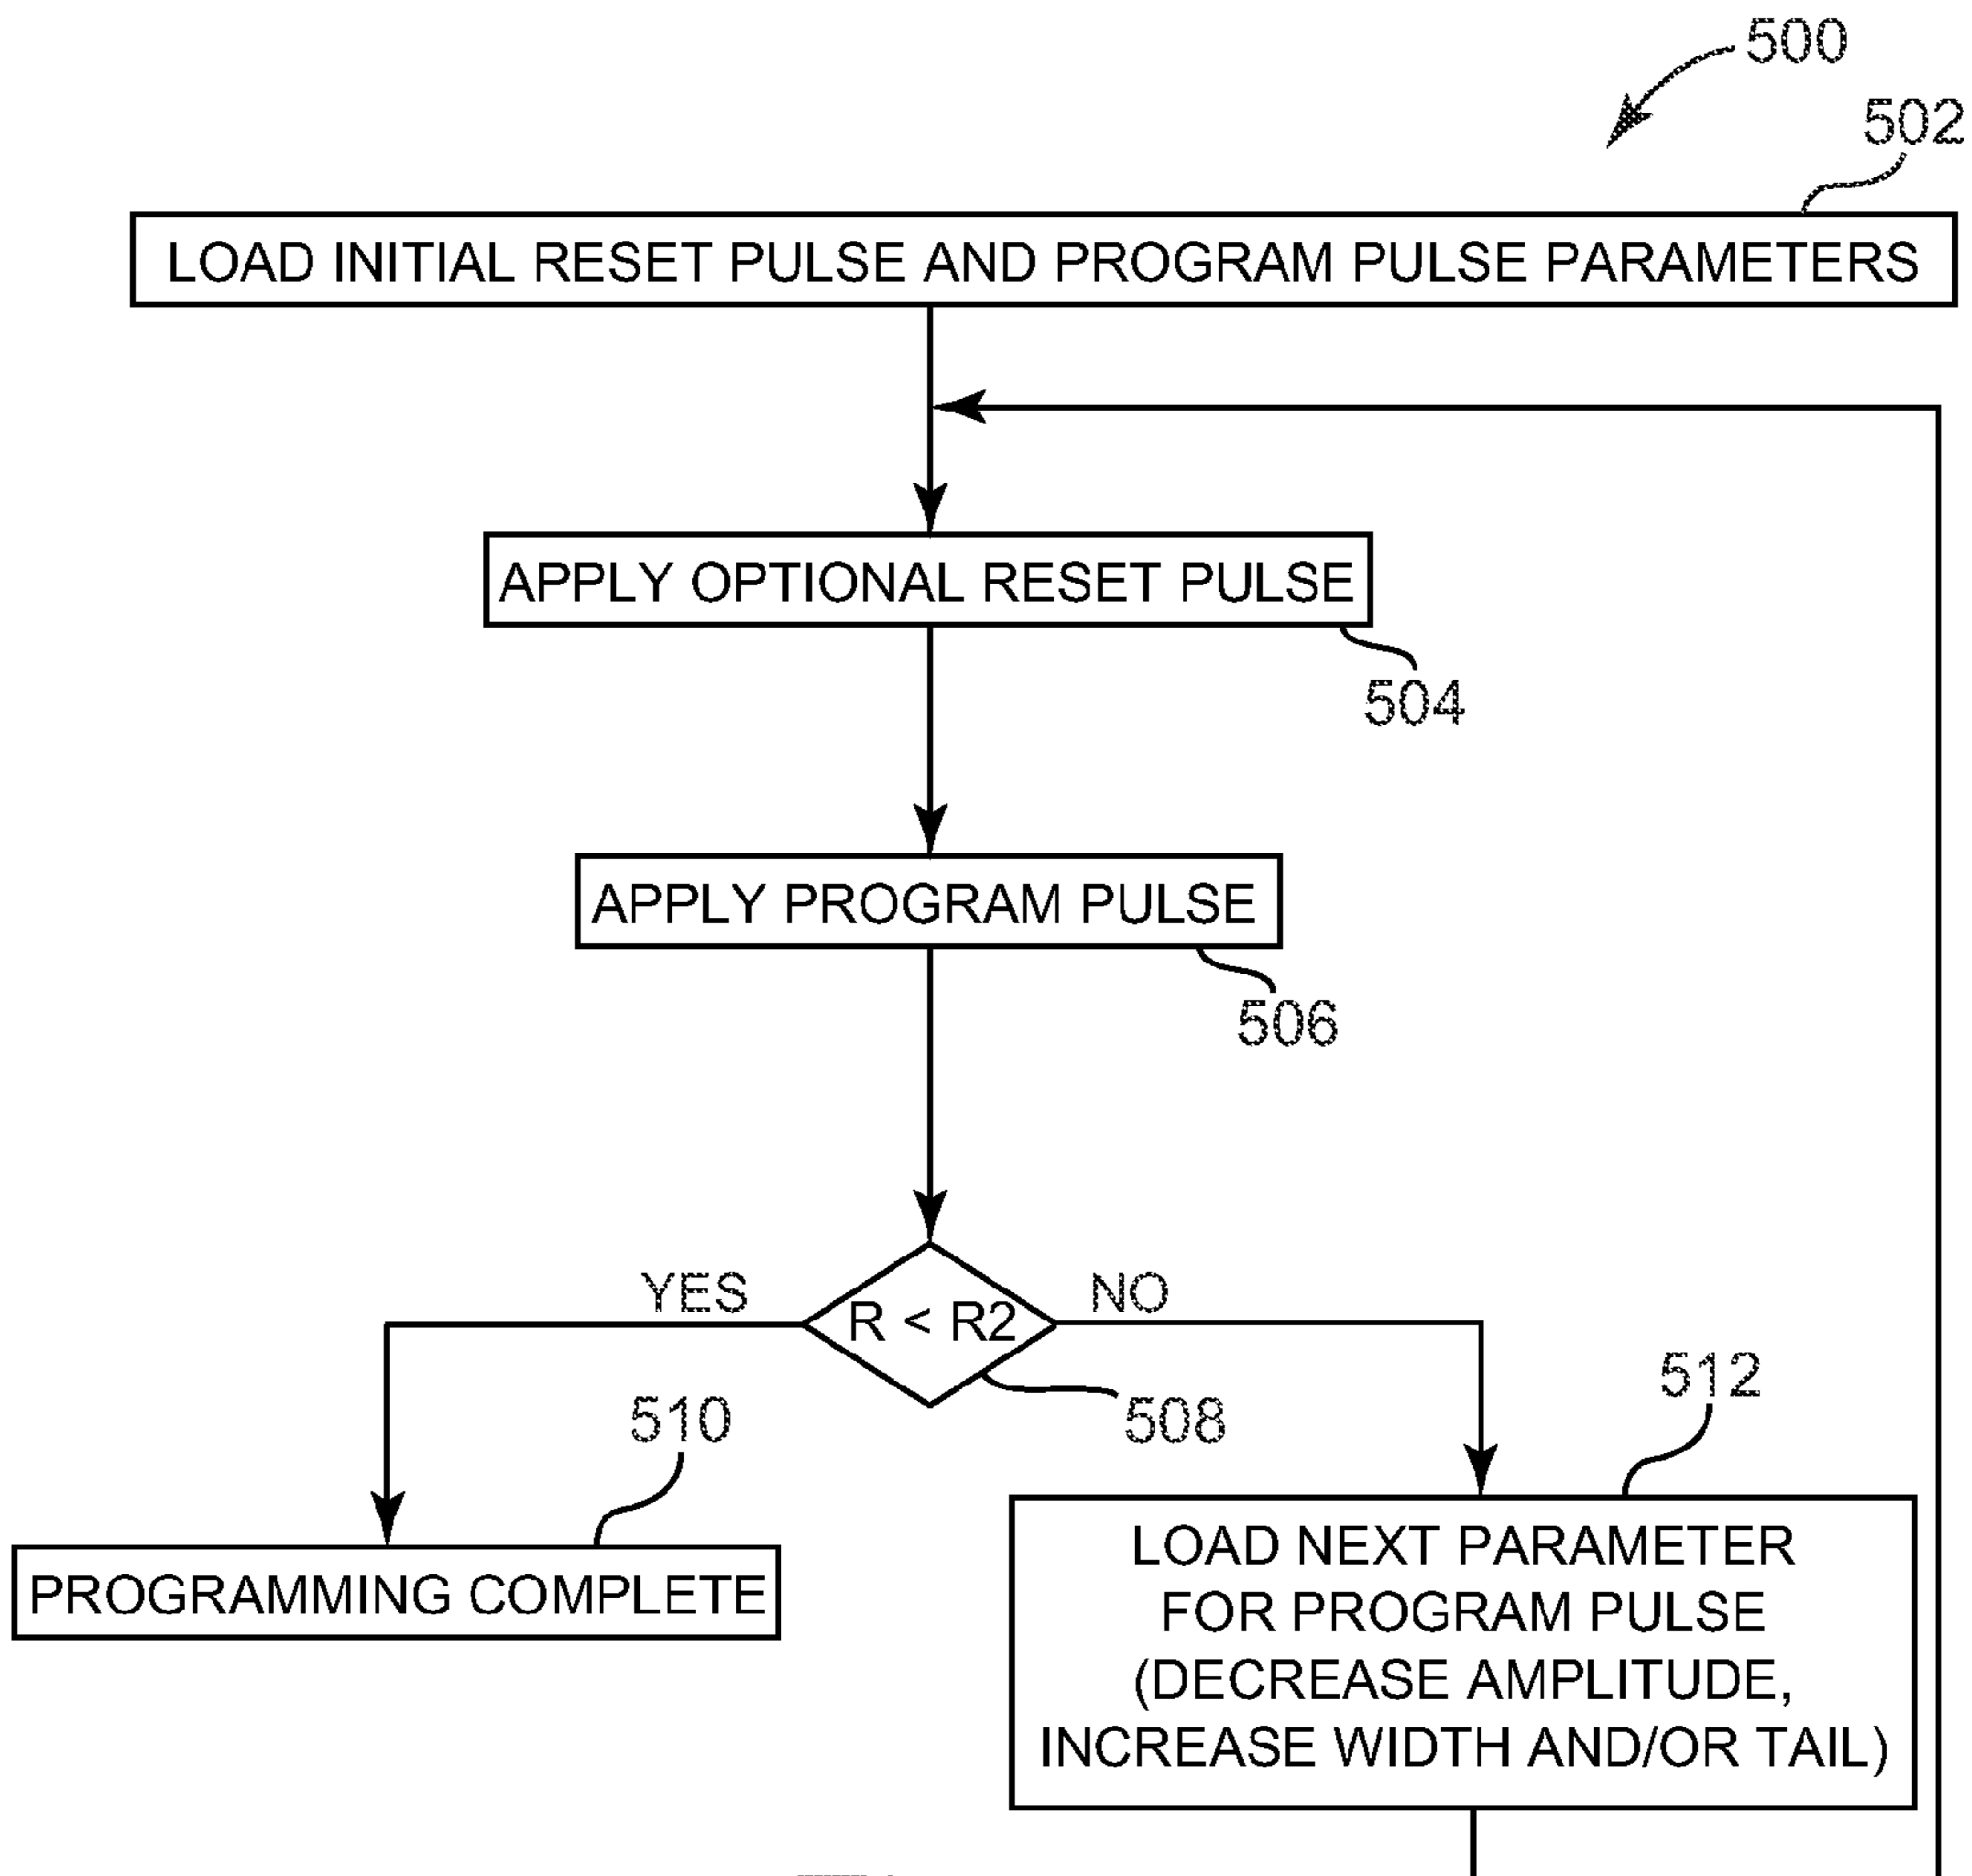 500
502
LOAD INITIAL RESET PULSE AND PROGRAM PULSE PARAMETERS
APPLY OPTIONAL RESET PULSE
504
APPLY PROGRAM PULSE
506
YES
NO
R < R2
508
510
512
PROGRAMMING COMPLETE
LOAD NEXT PARAMETER
FOR PROGRAM PULSE
(DECREASE AMPLITUDE,
INCREASE WIDTH AND/OR TAIL)